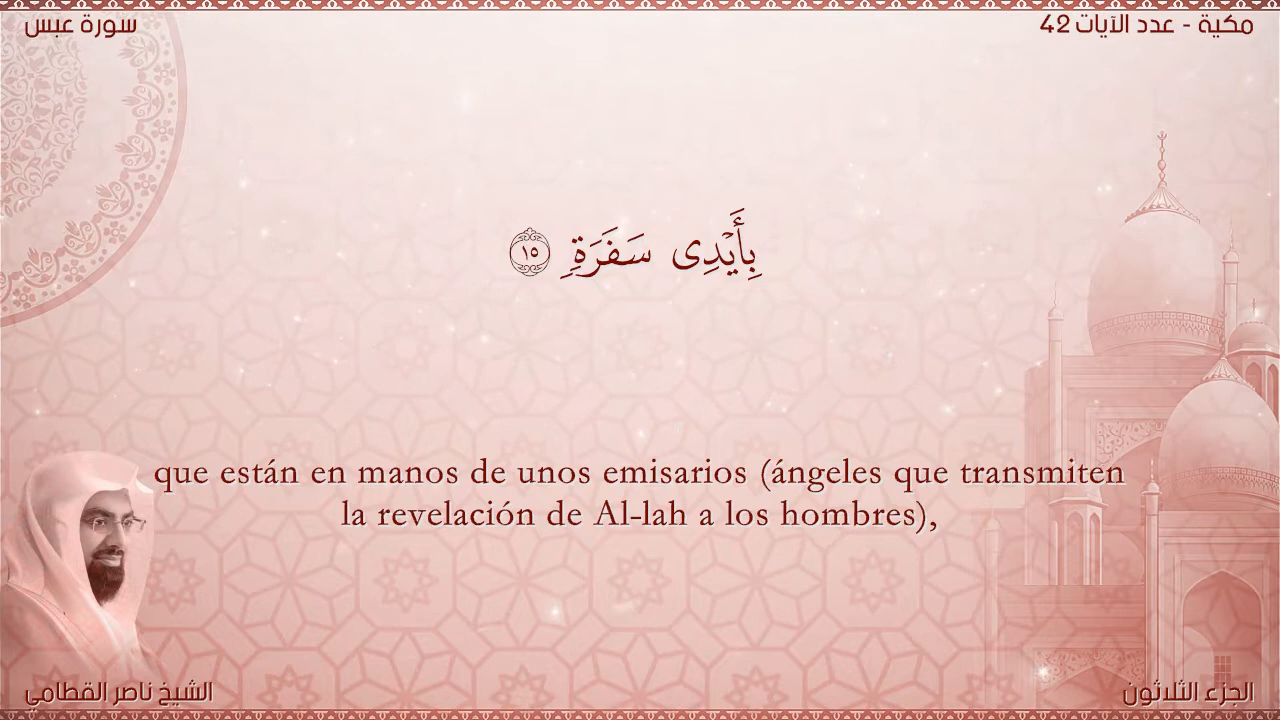 سورة عبس
مكية - عدد الآيات 42
بِأَيْدِى سَفَرَةٍۢ ١٥
que están en manos de unos emisarios (ángeles que transmiten
la revelación de Al-lah a los hombres),
الشيخ ناصر القطامي
الجزء الثلاثون